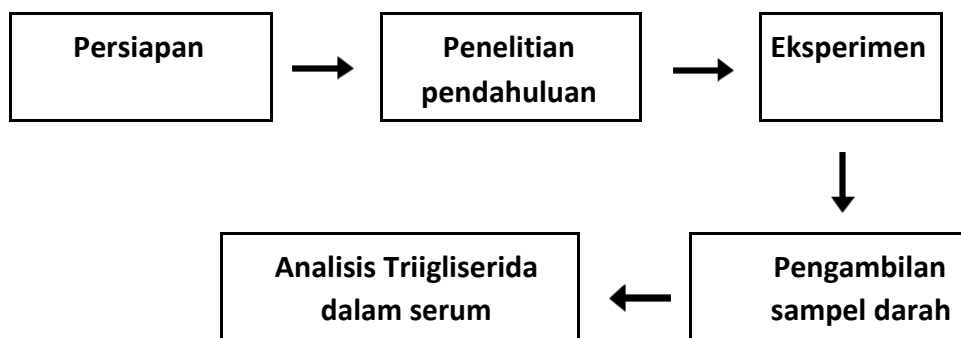 Persiapan
Penelitian
pendahuluan
Eksperimen
Pengambilan
sampel darah
Analisis Triigliserida
dalam serum